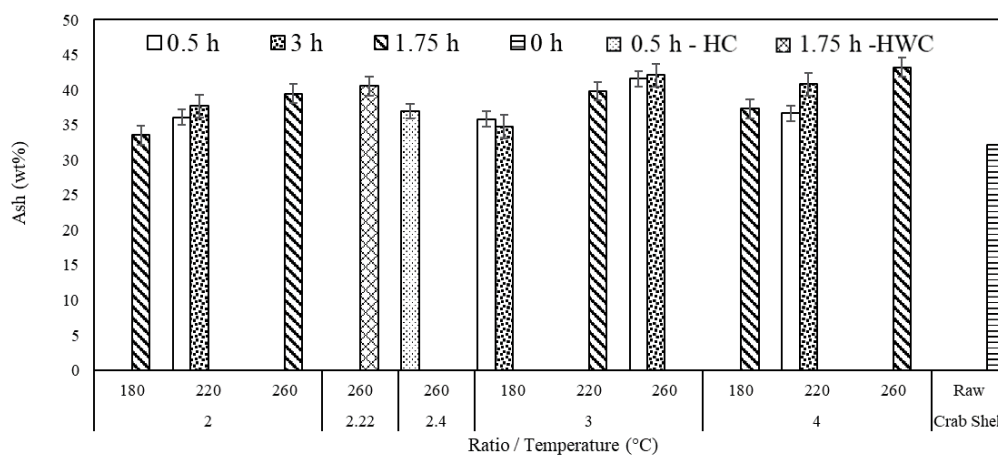 50
45
40
35
30
25
20
15
10
5
0
Ash (wt%)
0.5 h 3 h 1.75 h 0 h 0.5 h - HC 1.75 h -HWC
180 220 260 260 260 180 220 260 180 220 260 Raw
2 2.22 2.4 3 4 Crab Shel
Ratio / Temperature (°C)